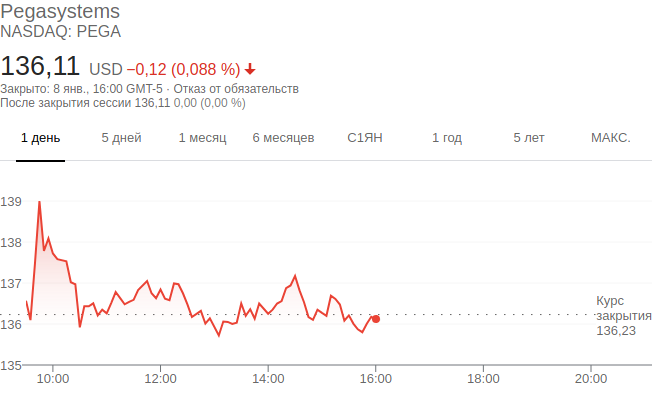 Pegasystems
NASDAQ: PEGA
136,11 USD −0,12 (0,088 %)
Закрыто: 8 янв., 16:00 GMT-5 · Отказ от обязательств
После закрытия сессии 136,11 0,00 (0,00 %)
1 день 5 дней 1 месяц 6 месяцев С1ЯН 1 год 5 лет МАКС.
139
138
137
136
135
Курс
закрытия
136,23
10:00 12:00 14:00 16:00 18:00 20:00